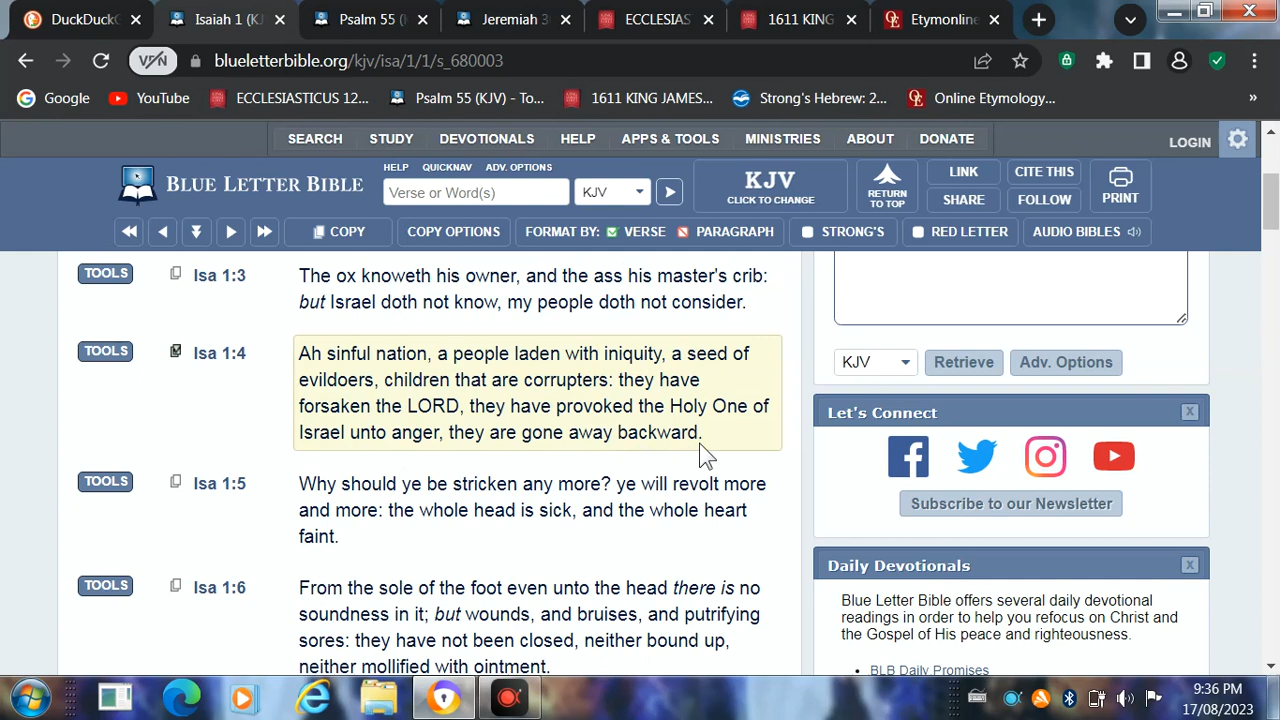 DuckDuckG
Isaiah 1 (KJ
Psalm 55 (
Jeremiah 3
ECCLESIAS
1611 KING
Etymonline
VPN
blueletterbible.org/kjv/isa/1/1/s_680003
Google
YouTube
ECCLESIASTICUS 12...
Psalm 55 (KJV) - To...
1611 KING JAMES...
Strong's Hebrew: 2...
Online Etymology...
»
SEARCH STUDY DEVOTIONALS HELP APPS & TOOLS MINISTRIES ABOUT DONATE
LOGIN
BLUE LETTER BIBLE
HELP QUICKNAV ADV. OPTIONS
Verse or Word(s)
KJV
KJV
CLICK TO CHANGE
RETURN
TO TOP
LINK
CITE THIS
SHARE
FOLLOW
PRINT
COPY
COPY OPTIONS
FORMAT BY: VERSE PARAGRAPH
STRONG'S
RED LETTER
AUDIO BIBLES
TOOLS
Isa 1:3
The ox knoweth his owner, and the ass his master's crib:
but Israel doth not know, my people doth not consider.
TOOLS
Isa 1:4
Ah sinful nation, a people laden with iniquity, a seed of
evildoers, children that are corrupters: they have
forsaken the LORD, they have provoked the Holy One of
Israel unto anger, they are gone away backward.
TOOLS
Isa 1:5
Why should ye be stricken any more? ye will revolt more
and more: the whole head is sick, and the whole heart
faint.
TOOLS
Isa 1:6
From the sole of the foot even unto the head there is no
soundness in it; but wounds, and bruises, and putrifying
sores: they have not been closed, neither bound up,
neither mollified with ointment.
KJV
Retrieve
Adv. Options
Let's Connect
X
Subscribe to our Newsletter
Daily Devotionals
X
Blue Letter Bible offers several daily devotional
readings in order to help you refocus on Christ and
the Gospel of His peace and righteousness.
BLB Daily Promises
9:36 PM
17/08/2023